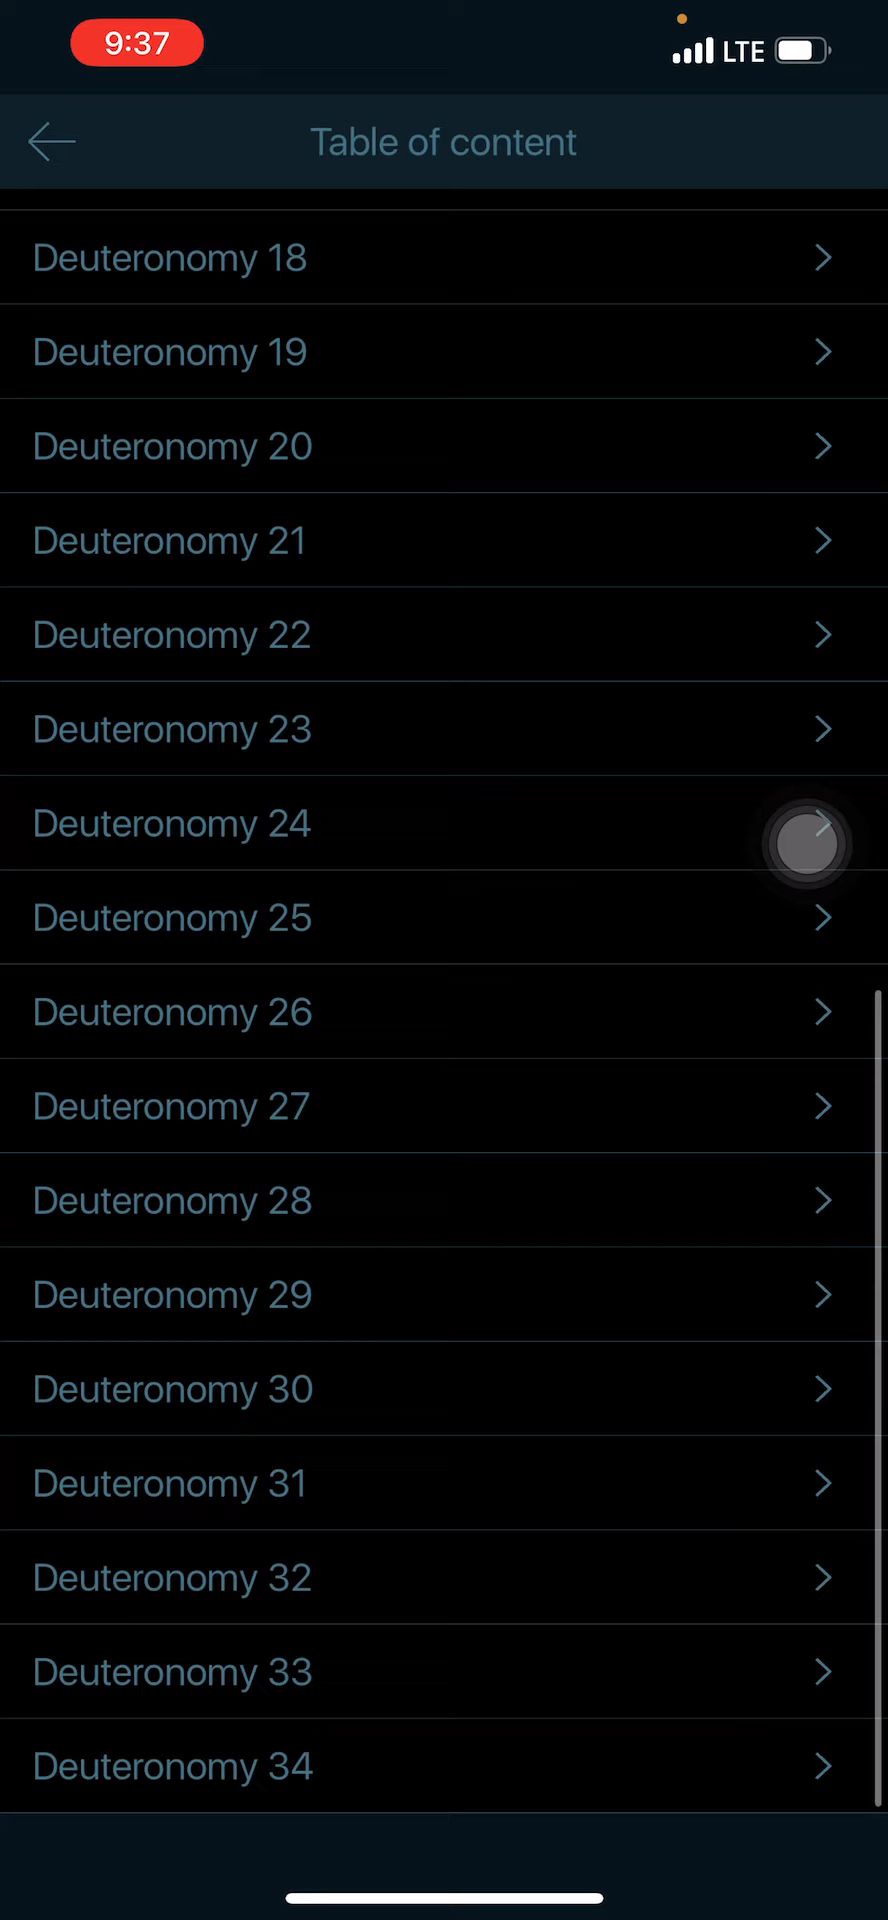 9:37
LTE
Table of content
Deuteronomy 18
Deuteronomy 19
Deuteronomy 20
Deuteronomy 21
Deuteronomy 22
Deuteronomy 23
Deuteronomy 24
Deuteronomy 25
Deuteronomy 26
Deuteronomy 27
Deuteronomy 28
Deuteronomy 29
Deuteronomy 30
Deuteronomy 31
Deuteronomy 32
Deuteronomy 33
Deuteronomy 34